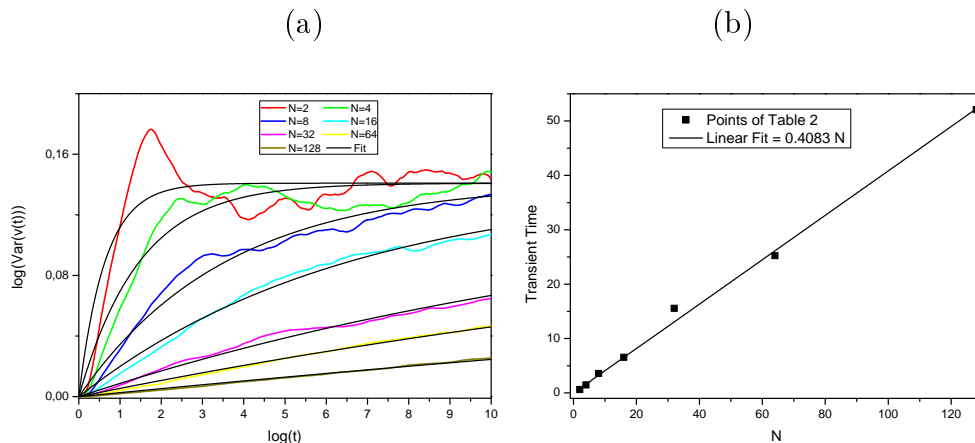 (a)
(b)
log(Var(v(t)))
0,16
0,08
0,00
N=2 N=4
N=8 N=16
N=32 N=64
N=128 Fit
0 1 2 3 4 5 6 7 8 9 10
log(t)
Transient Time
50
40
30
20
10
0
Points of Table 2
Linear Fit = 0.4083 N
0 20 40 60 80 100 120
N